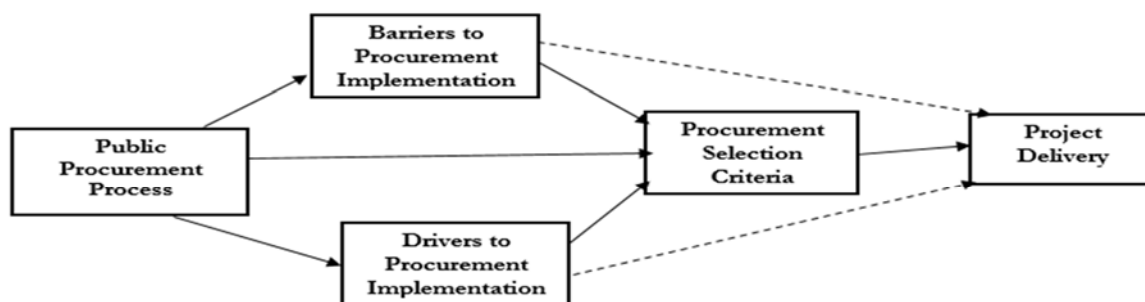 Barriers to
Procurement
Implementation
Public
Procurement
Process
Procurement
Selection
Criteria
Project
Delivery
Drivers to
Procurement
Implementation